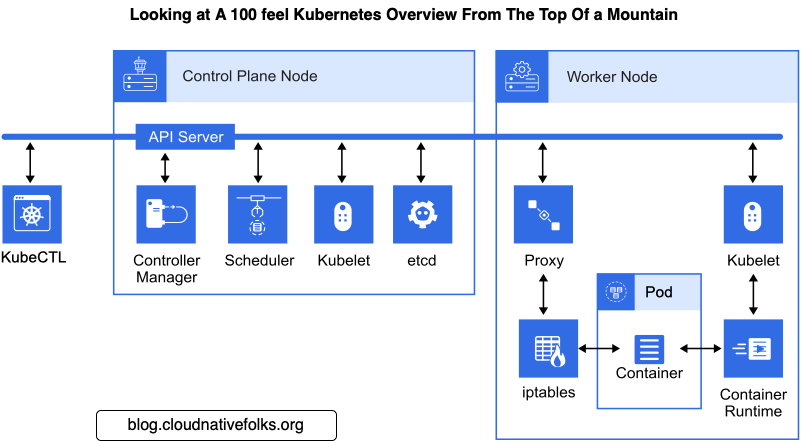 Looking at A 100 feel Kubernetes Overview From The Top Of a Mountain
Control Plane Node
Worker Node
API Server
KubeCTL
Controller
Manager
Scheduler
Kubelet
etcd
Proxy
Kubelet
Pod
iptables
Container
Container
Runtime
blog.cloudnativefolks.org